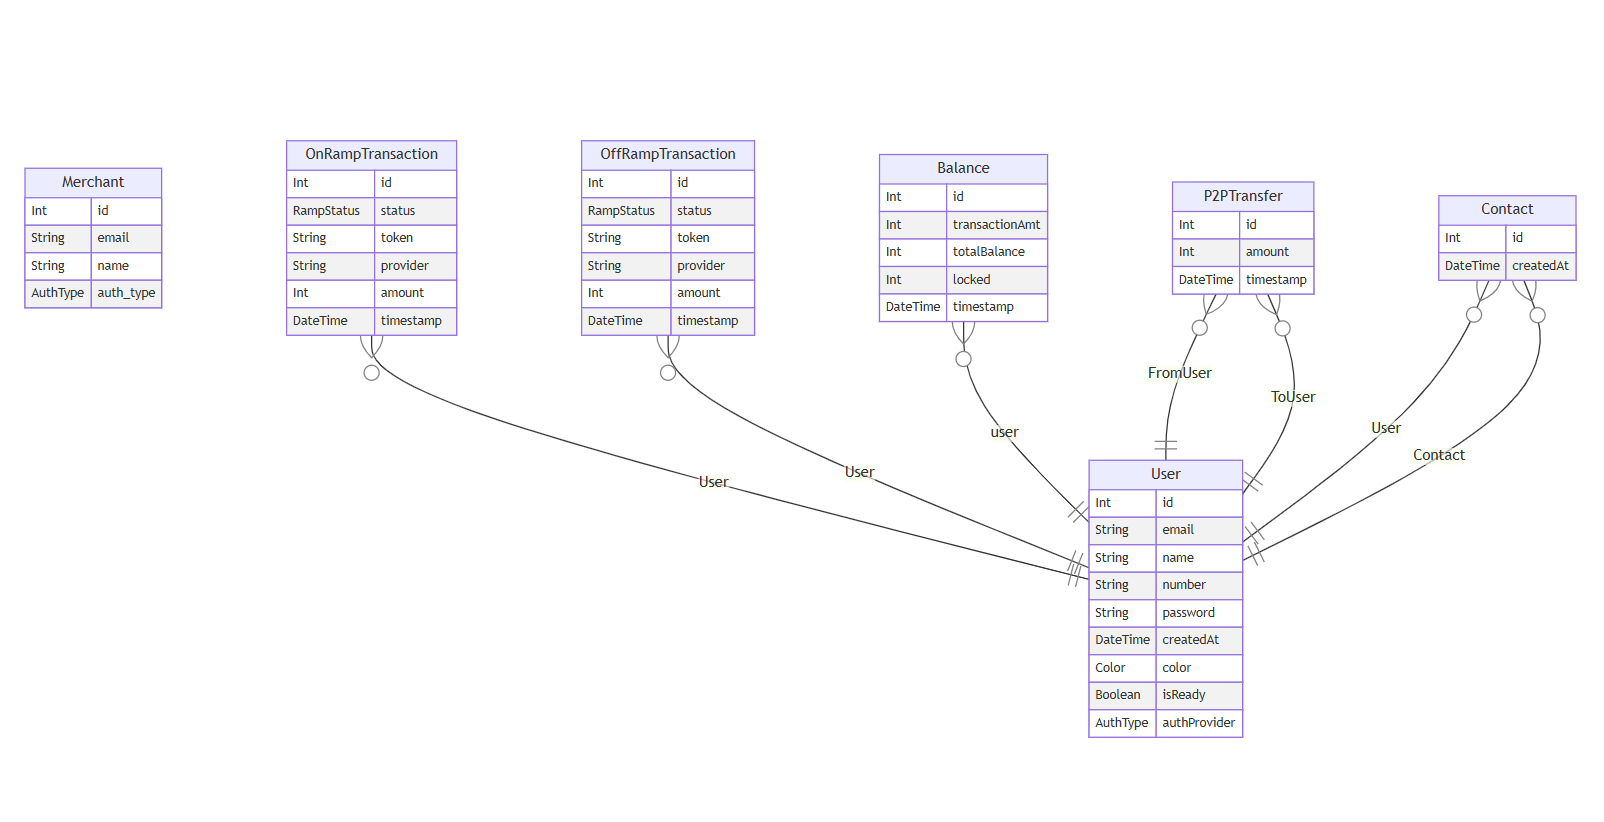 Merchant
Int id
String email
String name
AuthType auth_type
OnRampTransaction
Int id
RampStatus status
String token
String provider
Int amount
DateTime timestamp
OffRampTransaction
Int id
RampStatus status
String token
String provider
Int amount
DateTime timestamp
Balance
Int id
Int transactionAmt
Int totalBalance
Int locked
DateTime timestamp
P2PTransfer
Int id
Int amount
DateTime timestamp
Contact
Int id
DateTime createdAt
User
User
user
FromUser
ToUser
User
Contact
User
Int id
String email
String name
String number
String password
DateTime createdAt
Color color
Boolean isReady
AuthType authProvider